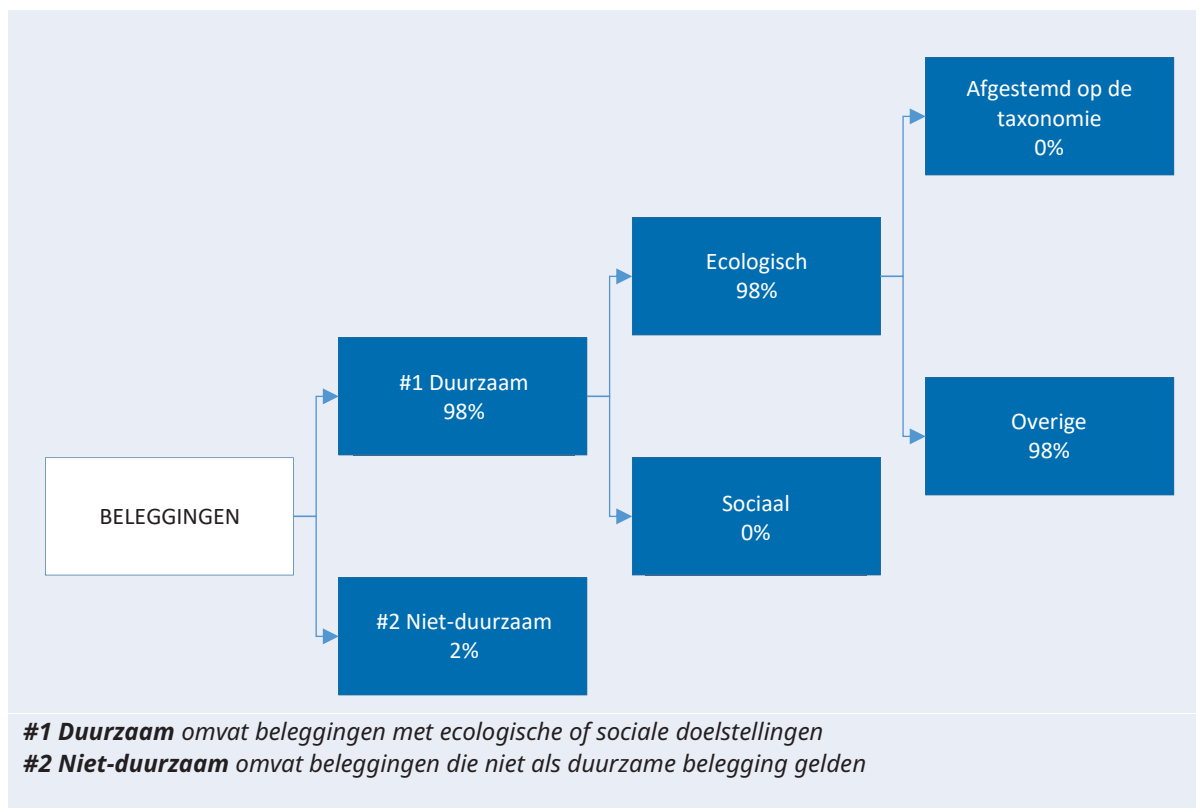 Afgestemd op de
taxonomie
0%
Ecologisch
98%
#1 Duurzaam
98%
Overige
98%
BELEGGINGEN
Sociaal
0%
#2 Niet-duurzaam
2%
#1 Duurzaam omvat beleggingen met ecologische of sociale doelstellingen
#2 Niet-duurzaam omvat beleggingen die niet als duurzame belegging gelden